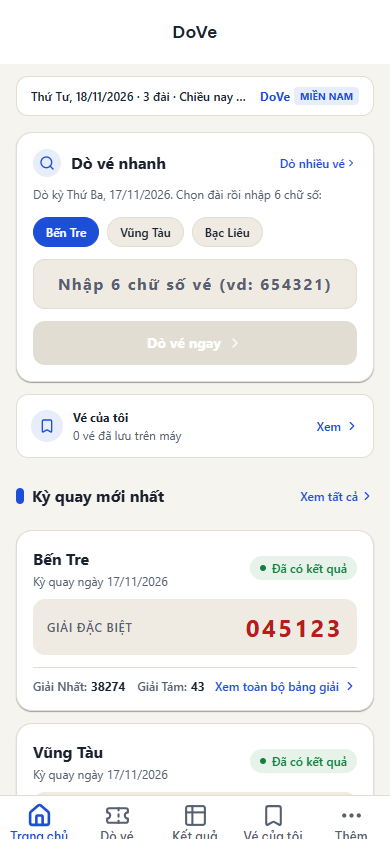 DoVe
Thứ Tư, 18/11/2026 · 3 đài · Chiều nay ... DoVe MIỀN NAM
Dò vé nhanh Dò nhiều vé
Dò kỳ Thứ Ba, 17/11/2026. Chọn đài rồi nhập 6 chữ số:
Bến Tre Vũng Tàu Bạc Liêu
Nhập 6 chữ số vé (vd: 654321)
Dò vé ngay
Vé của tôi
0 vé đã lưu trên máy
Xem
Kỳ quay mới nhất Xem tất cả
Bến Tre
Kỳ quay ngày 17/11/2026
Đã có kết quả
GIẢI ĐẶC BIỆT 045123
Giải Nhất: 38274 Giải Tám: 43 Xem toàn bộ bảng giải
Vũng Tàu
Kỳ quay ngày 17/11/2026
Đã có kết quả
Trang chủ Dò vé Kết quả Vé của tôi Thêm